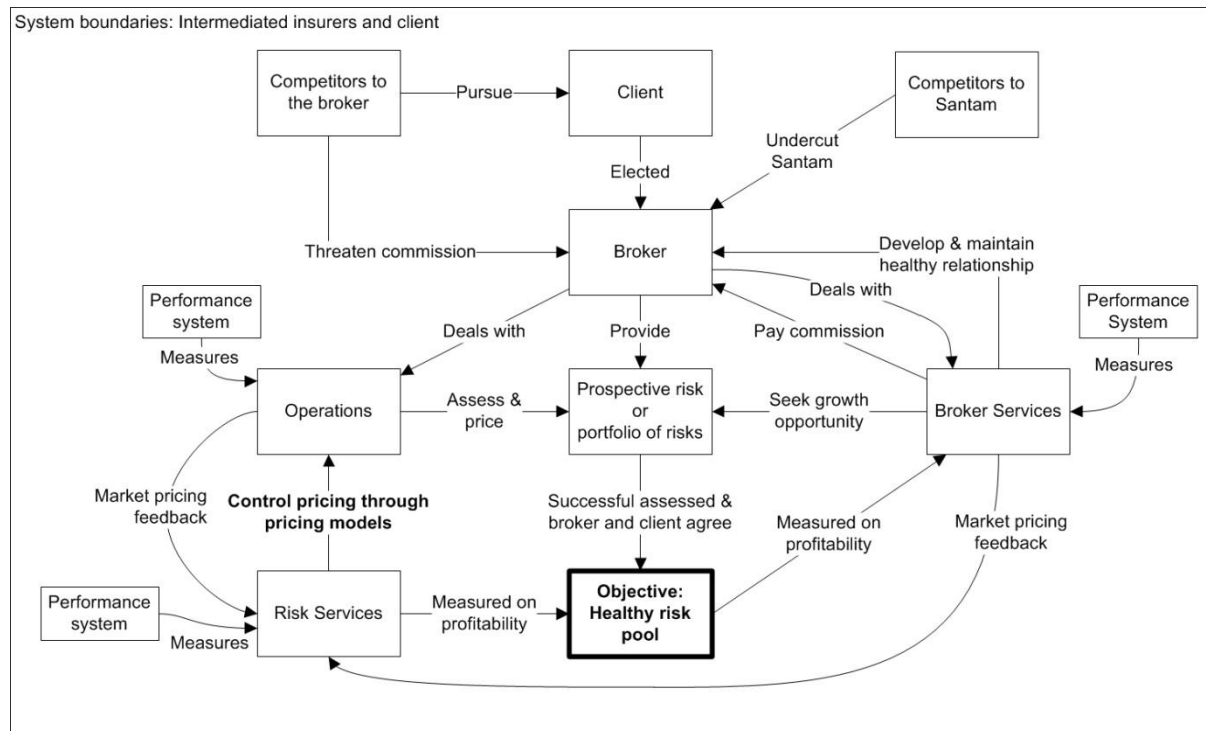 System boundaries: Intermediated insurers and client
Competitors to
the broker
Pursue
Client
Competitors to
Santam
Undercut
Santam
Elected
Threaten commission
Broker
Develop & maintain
healthy relationship
Performance
system
Deals with
Performance
System
Measures
Deals with
Provide
Pay commission
Measures
Operations
Assess &
price
Prospective risk
or
portfolio of risks
Seek growth
opportunity
Broker Services
Market pricing
feedback
Control pricing through
pricing models
Successful assessed &
broker and client agree
Measured on
profitability
Market pricing
feedback
Performance
system
Measures
Risk Services
Measured on
profitability
Objective:
Healthy risk
pool